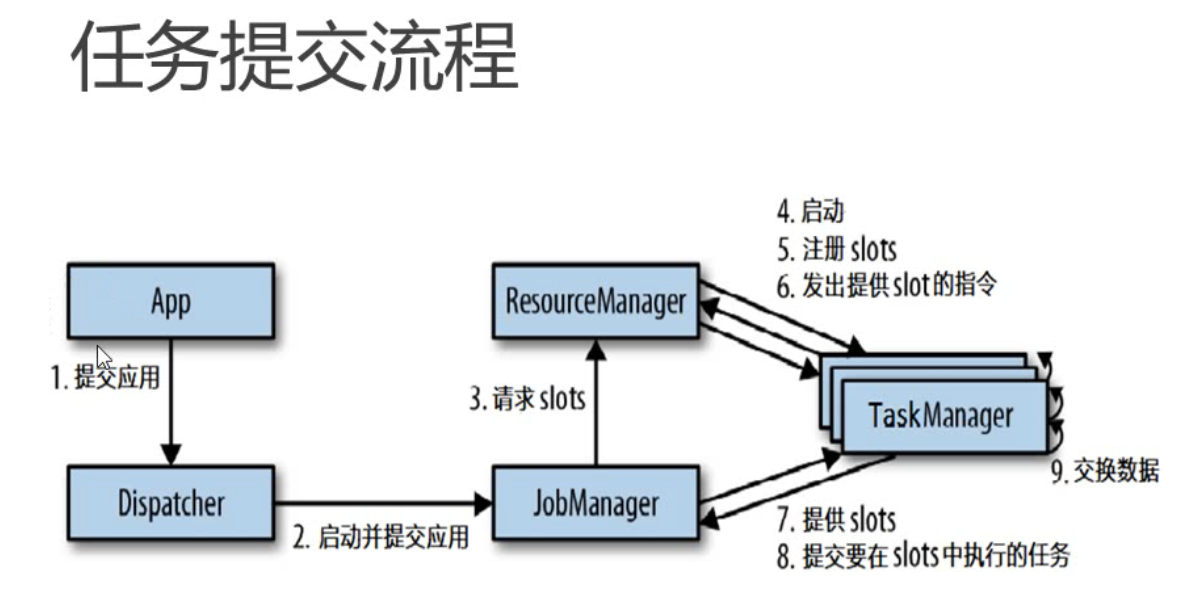 任务提交流程
4. 启动
5. 注册 slots
6. 发出提供 slot 的指令
App
ResourceManager
1. 提交应用
3. 请求 slots
TaskManager
9. 交换数据
Dispatcher
JobManager
2. 启动并提交应用
7. 提供 slots
8. 提交要在 slots 中执行的任务